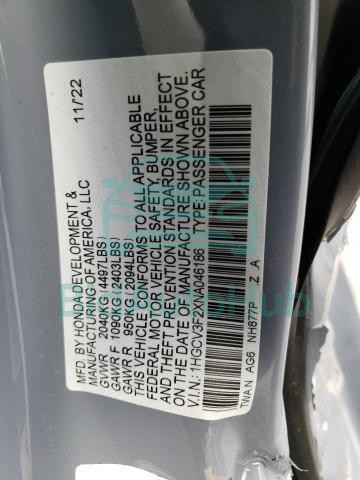 MFD. BY HONDA DEVELOPMENT &
MANUFACTURING OF AMERICA, LLC 11/22
GVWR 2040KG (4497LBS)
GAWR F 1090KG (2403LBS)
GAWR R 950KG (2094LBS)
THIS VEHICLE CONFORMS TO ALL APPLICABLE
FEDERAL MOTOR VEHICLE SAFETY, BUMPER,
AND THEFT PREVENTION STANDARDS IN EFFECT
ON THE DATE OF MANUFACTURE SHOWN ABOVE.
V.I.N.: 1HGCV3F2XNA046186 TYPE: PASSENGER CAR
TWAN AG6 NH877P Z A